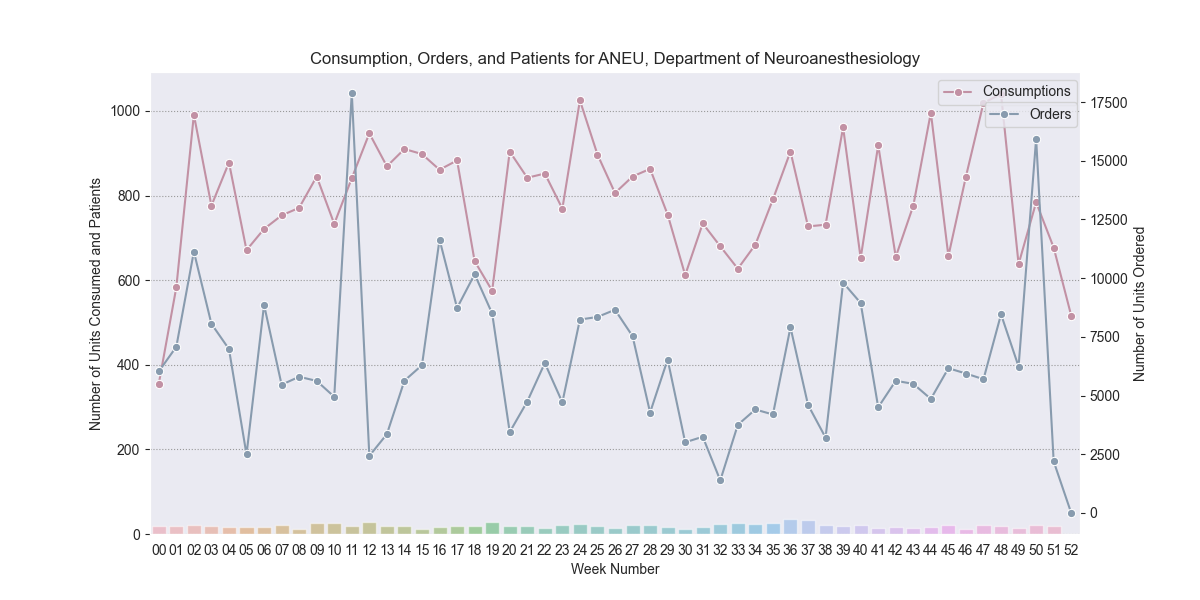 Consumption, Orders, and Patients for ANEU, Department of Neuroanesthesiology
Consumptions
Orders
Number of Units Consumed and Patients
1000
800
600
400
200
0
Number of Units Ordered
17500
15000
12500
10000
7500
5000
2500
0
00 01 02 03 04 05 06 07 08 09 10 11 12 13 14 15 16 17 18 19 20 21 22 23 24 25 26 27 28 29 30 31 32 33 34 35 36 37 38 39 40 41 42 43 44 45 46 47 48 49 50 51 52
Week Number